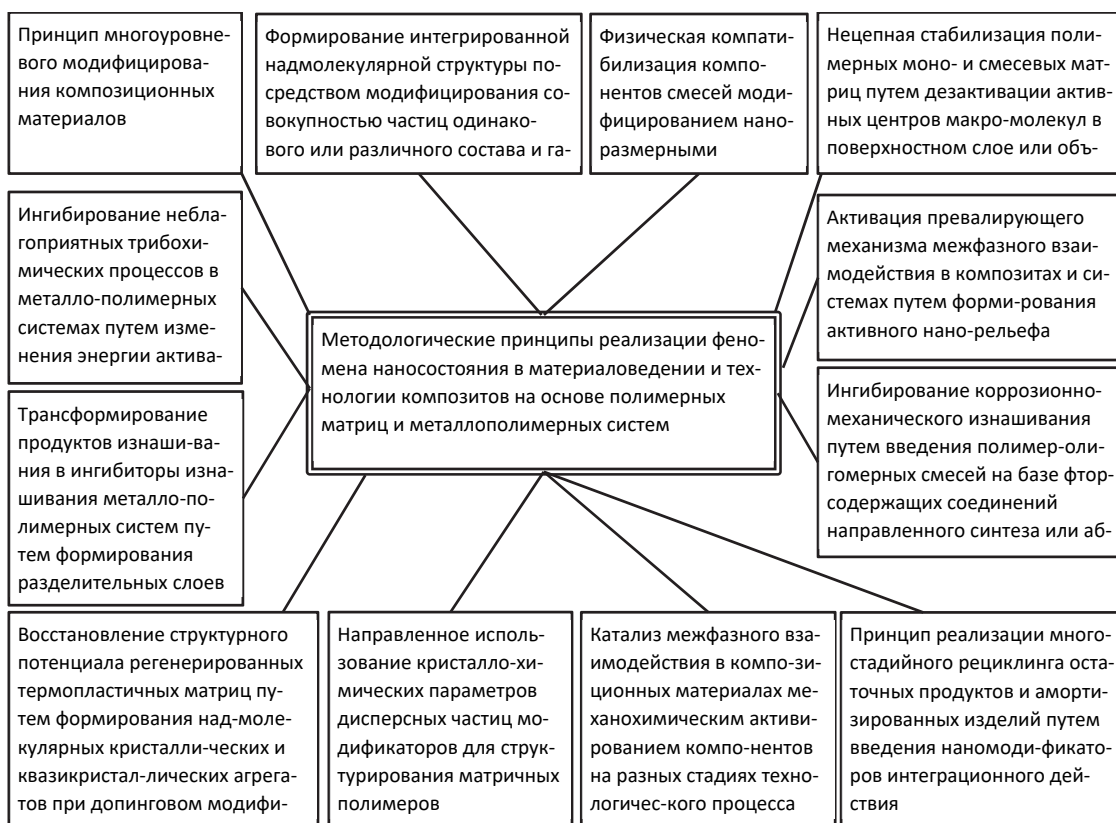 Принцип многоуровне-
вого модифицирова-
ния композиционных
материалов
Формирование интегрированной
надмолекулярной структуры по-
средством модифицирования со-
вокупностью частиц одинако-
вого или различного состава и га-
Физическая компати-
билизация компо-
нентов смесей моди-
фицированием нано-
размерными
Нецепная стабилизация поли-
мерных моно- и смесевых мат-
риц путем дезактивации актив-
ных центров макро-молекул в
поверхностном слое или объ-
Ингибирование небла-
гоприятных трибохи-
мических процессов в
металло-полимерных
системах путем изме-
нения энергии актива-
Активация превалирующего
механизма межфазного взаи-
модействия в композитах и си-
стемах путем форми-рования
активного нано-рельефа
Методологические принципы реализации фено-
мена наносостояния в материаловедении и тех-
нологии композитов на основе полимерных
матриц и металлополимерных систем
Трансформирование
продуктов изнаши-ва-
ния в ингибиторы изна-
шивания металло-по-
лимерных систем пу-
тем формирования
разделительных слоев
Ингибирование коррозионно-
механического изнашивания
путем введения полимер-оли-
гомерных смесей на базе фтор-
содержащих соединений
направленного синтеза или аб-
Восстановление структурного
потенциала регенерированных
термопластичных матриц пу-
тем формирования над-моле-
кулярных кристалли-ческих и
квазикристал-лических агрега-
тов при допинговом модифи-
Направленное исполь-
зование кристалло-хи-
мических параметров
дисперсных частиц мо-
дификаторов для струк-
турирования матричных
полимеров
Катализ межфазного вза-
имодействия в компо-зи-
ционных материалах ме-
ханохимическим активи-
рованием компо-нентов
на разных стадиях техно-
логичес-кого процесса
Принцип реализации много-
стадийного рециклинга оста-
точных продуктов и аморти-
зированных изделий путем
введения наномоди-фикато-
ров интеграционного дей-
ствия